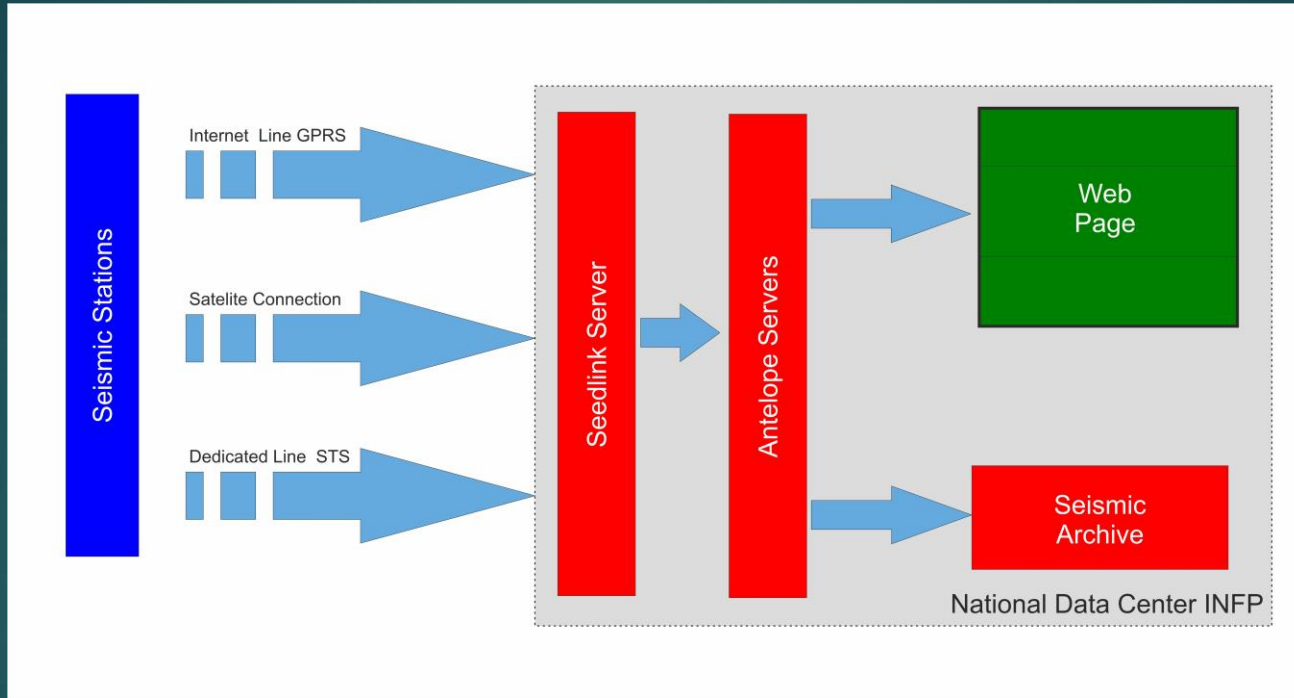 Seismic Stations
Internet Line GPRS
Satelite Connection
Dedicated Line STS
Seedlink Server
Antelope Servers
Web
Page
Seismic
Archive
National Data Center INFP